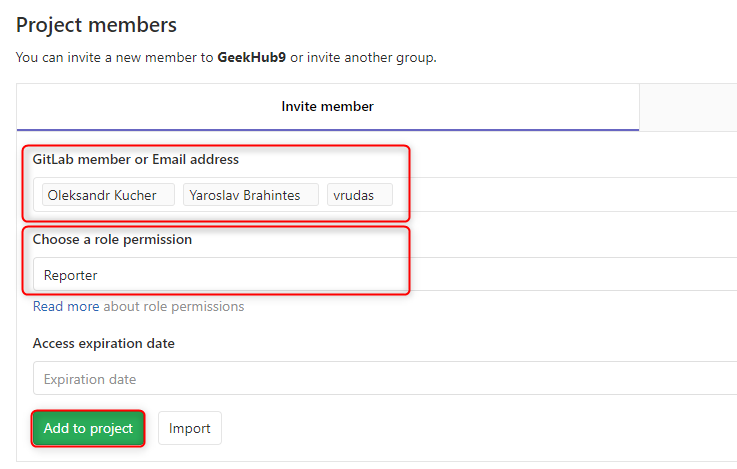 Project members
You can invite a new member to GeekHub9 or invite another group.
Invite member
GitLab member or Email address
Oleksandr Kucher Yaroslav Brahintes vrudas
Choose a role permission
Reporter
Read more about role permissions
Access expiration date
Expiration date
Add to project Import